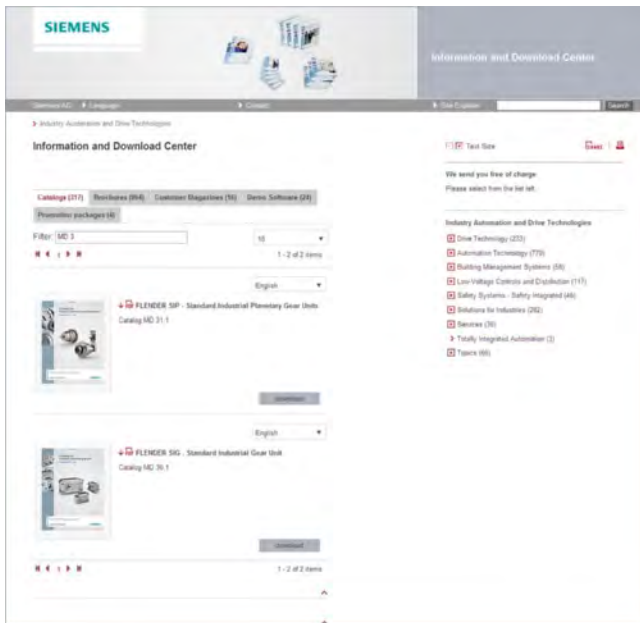 SIEMENS
Information and Download Center
Siemens AG Language Contact Site Explorer Search
Industry Automation and Drive Technologies
Information and Download Center
Text Size
We send you free of charge
Please select from the list left.
Catalogs (317) Brochures (864) Customer Magazines (16) Demo Software (24)
Promotion packages (4)
Filter: MD 3
10
1
1 - 2 of 2 items
English
FLENDER SIP - Standard Industrial Planetary Gear Units
Catalog MD 31.1
download
English
FLENDER SIG - Standard Industrial Gear Unit
Catalog MD 30.1
download
1
1 - 2 of 2 items
Industry Automation and Drive Technologies
Drive Technology (233)
Automation Technology (779)
Building Management Systems (58)
Low-Voltage Controls and Distribution (117)
Safety Systems - Safety Integrated (46)
Solutions for Industries (262)
Services (39)
Totally Integrated Automation (3)
Topics (66)